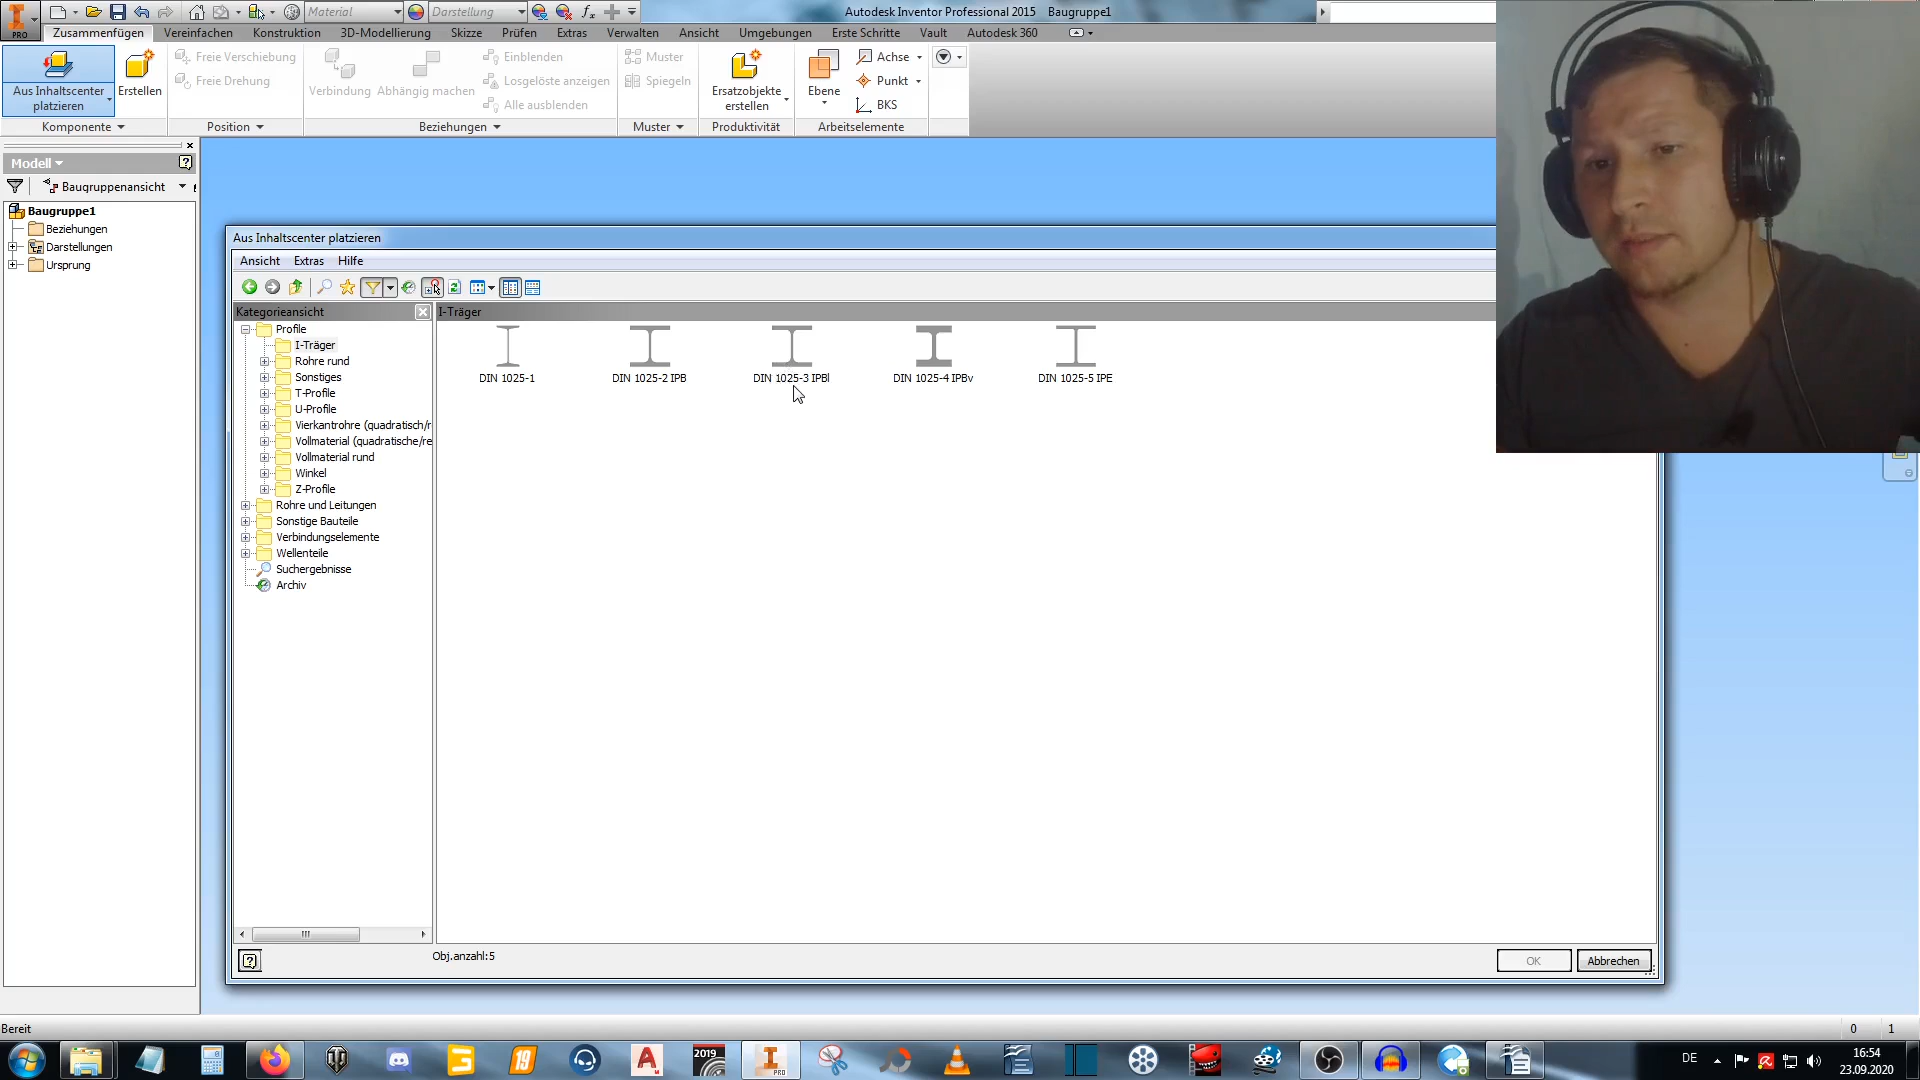 Material
Darstellung
Autodesk Inventor Professional 2015 Baugruppe1
PRO
Zusammenfügen Vereinfachen Konstruktion 3D-Modellierung Skizze Prüfen Extras Verwalten Ansicht Umgebungen Erste Schritte Vault Autodesk 360
Aus Inhaltscenter
platzieren
Erstellen
Freie Verschiebung
Freie Drehung
Verbindung
Abhängig machen
Einblenden
Losgelöste anzeigen
Alle ausblenden
Muster
Spiegeln
Ersatzobjekte
erstellen
Ebene
Achse
Punkt
BKS
Komponente
Position
Beziehungen
Muster
Produktivität
Arbeitselemente
Modell
Baugruppenansicht
Baugruppe1
Beziehungen
Darstellungen
Ursprung
Aus Inhaltscenter platzieren
Ansicht Extras Hilfe
Kategorieansicht
I-Träger
Profile
I-Träger
Rohre rund
Sonstiges
T-Profile
U-Profile
Vierkantrohre (quadratisch/r
Vollmaterial (quadratische/re
Vollmaterial rund
Winkel
Z-Profile
Rohre und Leitungen
Sonstige Bauteile
Verbindungselemente
Wellenteile
Suchergebnisse
Archiv
DIN 1025-1
DIN 1025-2 IPB
DIN 1025-3 IPBl
DIN 1025-4 IPBv
DIN 1025-5 IPE
Obj.anzahl:5
OK
Abbrechen
Bereit
0 1
19
2019
PRO
DE
16:54
23.09.2020